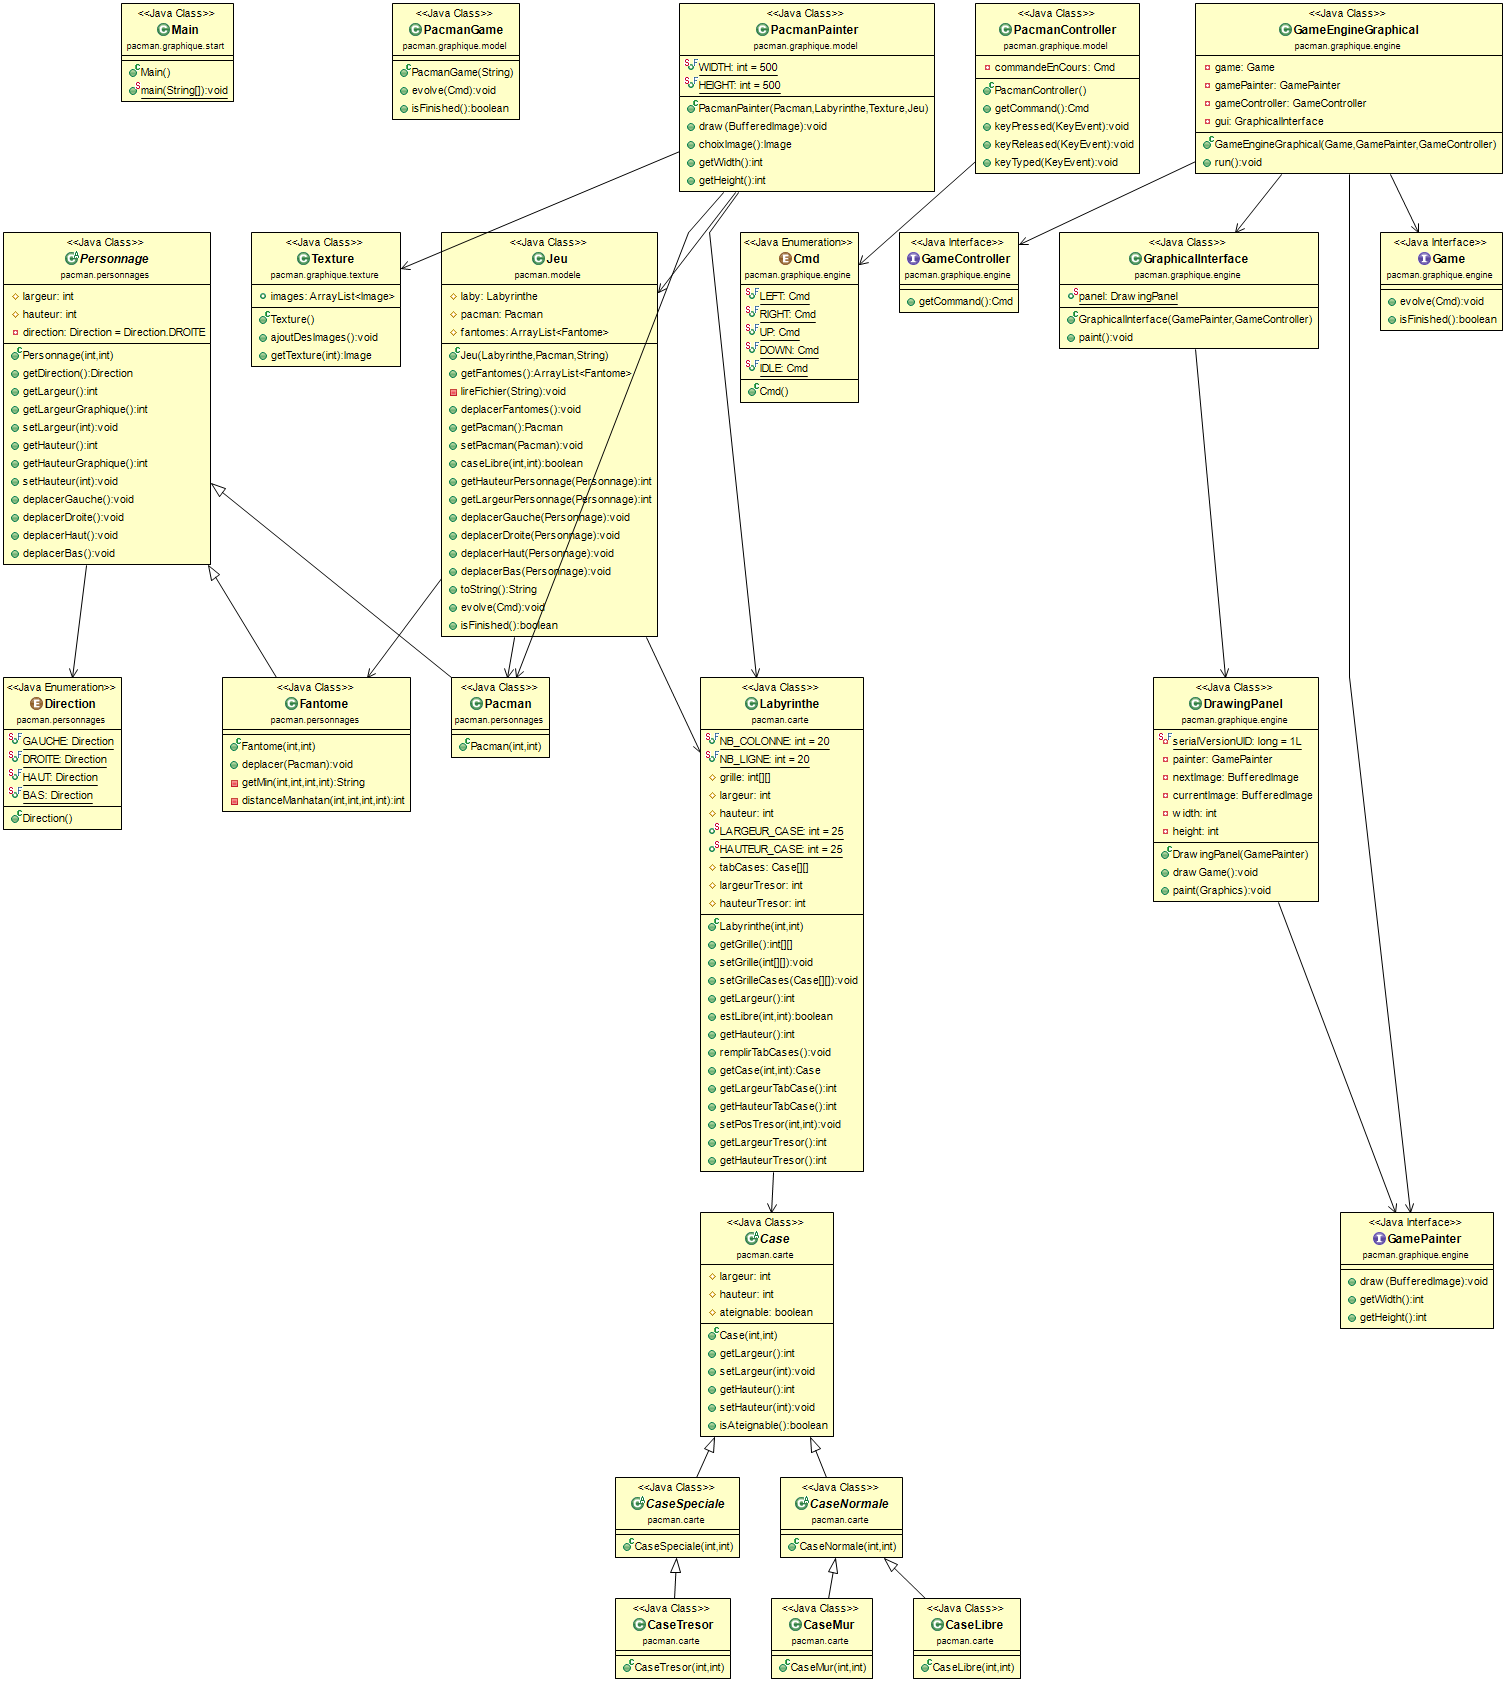 <<Java Class>>
Main
pacman.graphique.start
Main()
main(String[]):void
<<Java Class>>
PacmanGame
pacman.graphique.model
PacmanGame(String)
evolve(Cmd):void
isFinished():boolean
<<Java Class>>
PacmanPainter
pacman.graphique.model
WIDTH: int = 500
HEIGHT: int = 500
PacmanPainter(Pacman,Labyrinthe,Texture,Jeu)
draw(BufferedImage):void
choixImage():Image
getWidth():int
getHeight():int
<<Java Class>>
PacmanController
pacman.graphique.model
commandeEnCours: Cmd
PacmanController()
getCommand():Cmd
keyPressed(KeyEvent):void
keyReleased(KeyEvent):void
keyTyped(KeyEvent):void
<<Java Class>>
GameEngineGraphical
pacman.graphique.engine
game: Game
gamePainter: GamePainter
gameController: GameController
gui: GraphicalInterface
GameEngineGraphical(Game,GamePainter,GameController)
run():void
<<Java Class>>
Personnage
pacman.personnages
largeur: int
hauteur: int
direction: Direction = Direction.DROITE
Personnage(int,int)
getDirection():Direction
getLargeur():int
getLargeurGraphique():int
setLargeur(int):void
getHauteur():int
getHauteurGraphique():int
setHauteur(int):void
deplacerGauche():void
deplacerDroite():void
deplacerHaut():void
deplacerBas():void
<<Java Class>>
Texture
pacman.graphique.texture
images: ArrayList<Image>
Texture()
ajoutDesImages():void
getTexture(int):Image
<<Java Class>>
Jeu
pacman.modele
laby: Labyrinthe
pacman: Pacman
fantomes: ArrayList<Fantome>
Jeu(Labyrinthe,Pacman,String)
getFantomes():ArrayList<Fantome>
lireFichier(String):void
deplacerFantomes():void
getPacman():Pacman
setPacman(Pacman):void
caseLibre(int,int):boolean
getHauteurPersonnage(Personnage):int
getLargeurPersonnage(Personnage):int
deplacerGauche(Personnage):void
deplacerDroite(Personnage):void
deplacerHaut(Personnage):void
deplacerBas(Personnage):void
toString():String
evolve(Cmd):void
isFinished():boolean
<<Java Enumeration>>
Cmd
pacman.graphique.engine
LEFT: Cmd
RIGHT: Cmd
UP: Cmd
DOWN: Cmd
IDLE: Cmd
Cmd()
<<Java Interface>>
GameController
pacman.graphique.engine
getCommand():Cmd
<<Java Class>>
GraphicalInterface
pacman.graphique.engine
panel: DrawingPanel
GraphicalInterface(GamePainter,GameController)
paint():void
<<Java Interface>>
Game
pacman.graphique.engine
evolve(Cmd):void
isFinished():boolean
<<Java Enumeration>>
Direction
pacman.personnages
GAUCHE: Direction
DROITE: Direction
HAUT: Direction
BAS: Direction
Direction()
<<Java Class>>
Fantome
pacman.personnages
Fantome(int,int)
deplacer(Pacman):void
getMin(int,int,int,int):String
distanceManhatan(int,int,int,int):int
<<Java Class>>
Pacman
pacman.personnages
Pacman(int,int)
<<Java Class>>
Labyrinthe
pacman.carte
NB_COLONNE: int = 20
NB_LIGNE: int = 20
grille: int[][]
largeur: int
hauteur: int
LARGEUR_CASE: int = 25
HAUTEUR_CASE: int = 25
tabCases: Case[][]
largeurTresor: int
hauteurTresor: int
Labyrinthe(int,int)
getGrille():int[][]
setGrille(int[][]):void
setGrilleCases(Case[][]):void
getLargeur():int
estLibre(int,int):boolean
getHauteur():int
remplirTabCases():void
getCase(int,int):Case
getLargeurTabCase():int
getHauteurTabCase():int
setPosTresor(int,int):void
getLargeurTresor():int
getHauteurTresor():int
<<Java Class>>
DrawingPanel
pacman.graphique.engine
serialVersionUID: long = 1L
painter: GamePainter
nextImage: BufferedImage
currentImage: BufferedImage
width: int
height: int
DrawingPanel(GamePainter)
drawGame():void
paint(Graphics):void
<<Java Class>>
Case
pacman.carte
largeur: int
hauteur: int
ateignable: boolean
Case(int,int)
getLargeur():int
setLargeur(int):void
getHauteur():int
setHauteur(int):void
isAteignable():boolean
<<Java Interface>>
GamePainter
pacman.graphique.engine
draw(BufferedImage):void
getWidth():int
getHeight():int
<<Java Class>>
CaseSpeciale
pacman.carte
CaseSpeciale(int,int)
<<Java Class>>
CaseNormale
pacman.carte
CaseNormale(int,int)
<<Java Class>>
CaseTresor
pacman.carte
CaseTresor(int,int)
<<Java Class>>
CaseMur
pacman.carte
CaseMur(int,int)
<<Java Class>>
CaseLibre
pacman.carte
CaseLibre(int,int)